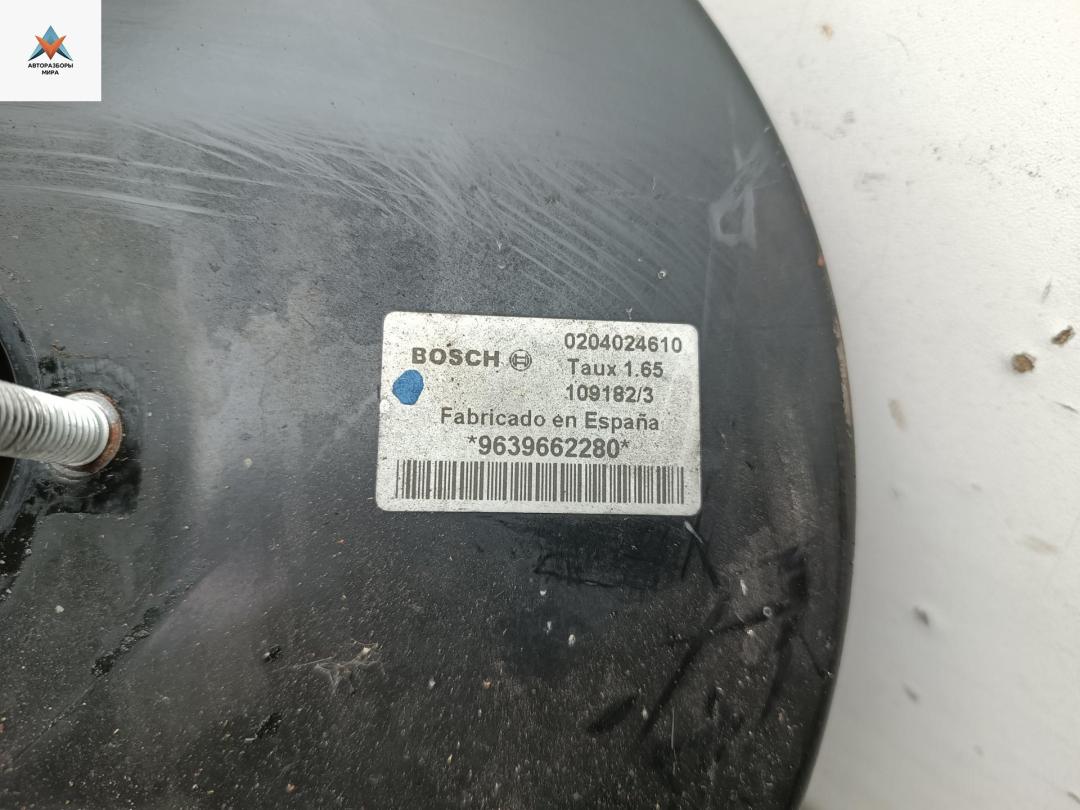 АВТОРАЗБОРЫ
МИРА
BOSCH
0204024610
Taux 1.65
109182/3
Fabricado en España
*9639662280*